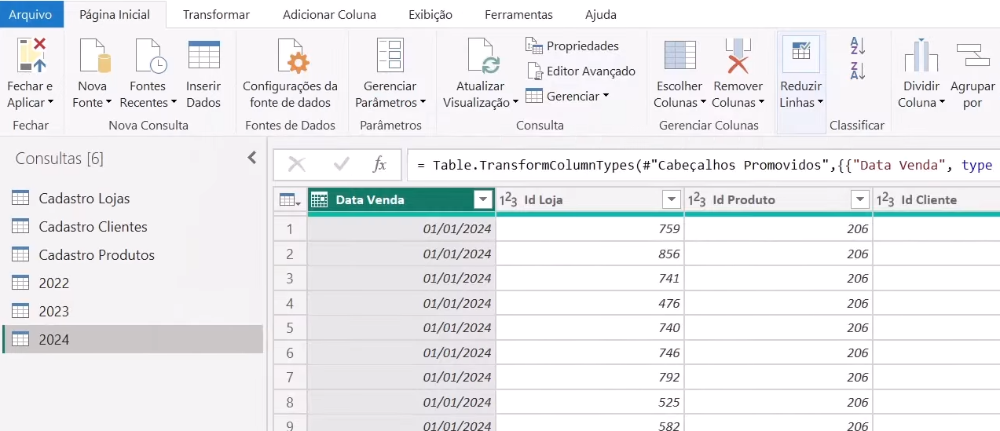 Arquivo Página Inicial Transformar Adicionar Coluna Exibição Ferramentas Ajuda
Fechar e Aplicar
Nova Fonte
Fontes Recentes
Inserir Dados
Configurações da fonte de dados
Gerenciar Parâmetros
Atualizar Visualização
Propriedades
Editor Avançado
Gerenciar
Escolher Colunas
Remover Colunas
Reduzir Linhas
A Z
Z A
Dividir Coluna
Agrupar por
Fechar Nova Consulta Fontes de Dados Parâmetros Consulta Gerenciar Colunas Classificar
Consultas [6]
Cadastro Lojas
Cadastro Clientes
Cadastro Produtos
2022
2023
2024
fx = Table.TransformColumnTypes(#"Cabeçalhos Promovidos",{{"Data Venda", type
Data Venda 123 Id Loja 123 Id Produto 123 Id Cliente
1 01/01/2024 759 206
2 01/01/2024 856 206
3 01/01/2024 741 206
4 01/01/2024 476 206
5 01/01/2024 740 206
6 01/01/2024 746 206
7 01/01/2024 792 206
8 01/01/2024 525 206
9 01/01/2024 582 206